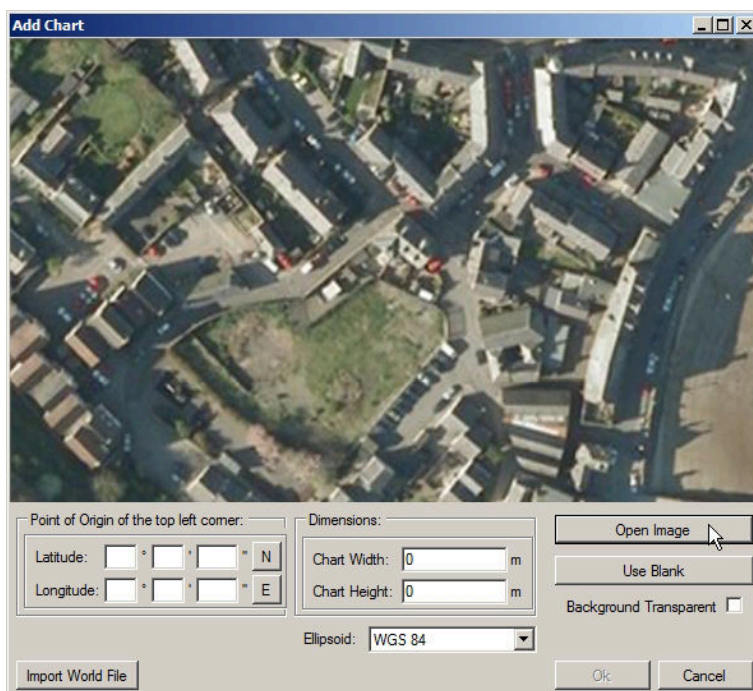 Add Chart
Point of Origin of the top left corner:
Latitude: ° ' " N
Longitude: ° ' " E
Dimensions:
Chart Width: 0 m
Chart Height: 0 m
Ellipsoid: WGS 84
Open Image
Use Blank
Background Transparent
Import World File
Ok
Cancel